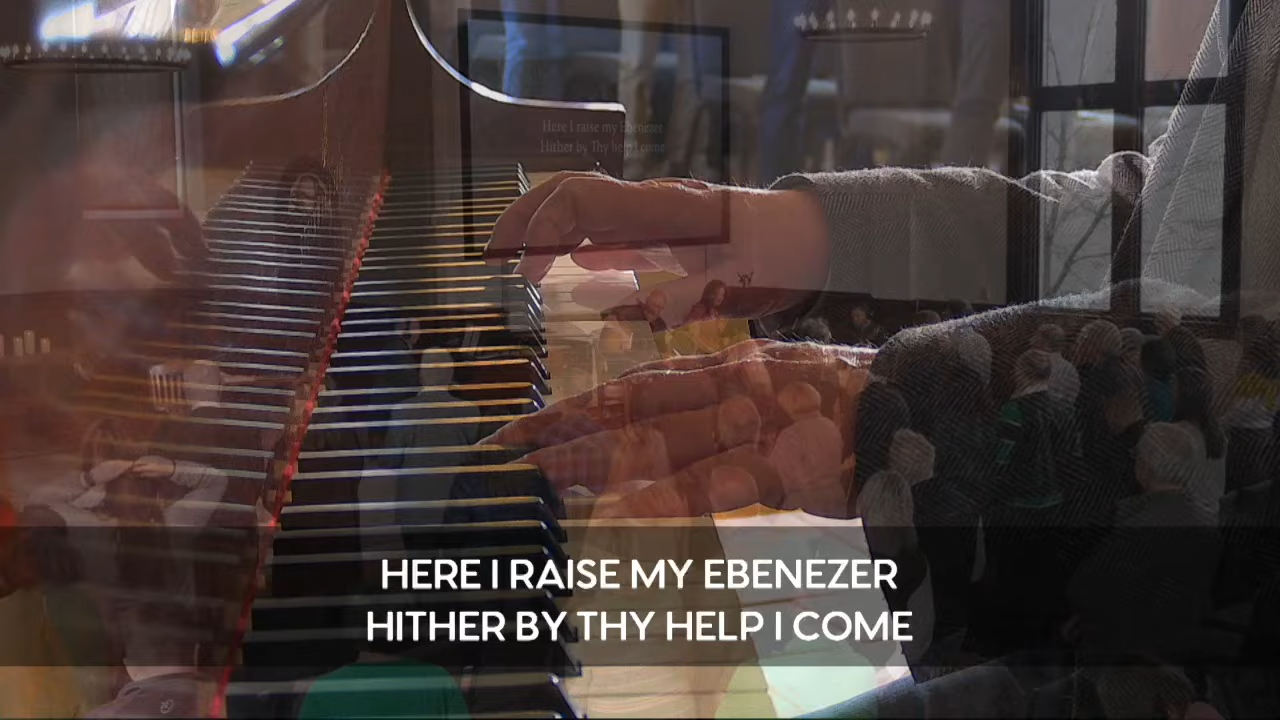 Here I raise my Ebenezer
Hither by Thy help I come
HERE I RAISE MY EBENEZER
HITHER BY THY HELP I COME